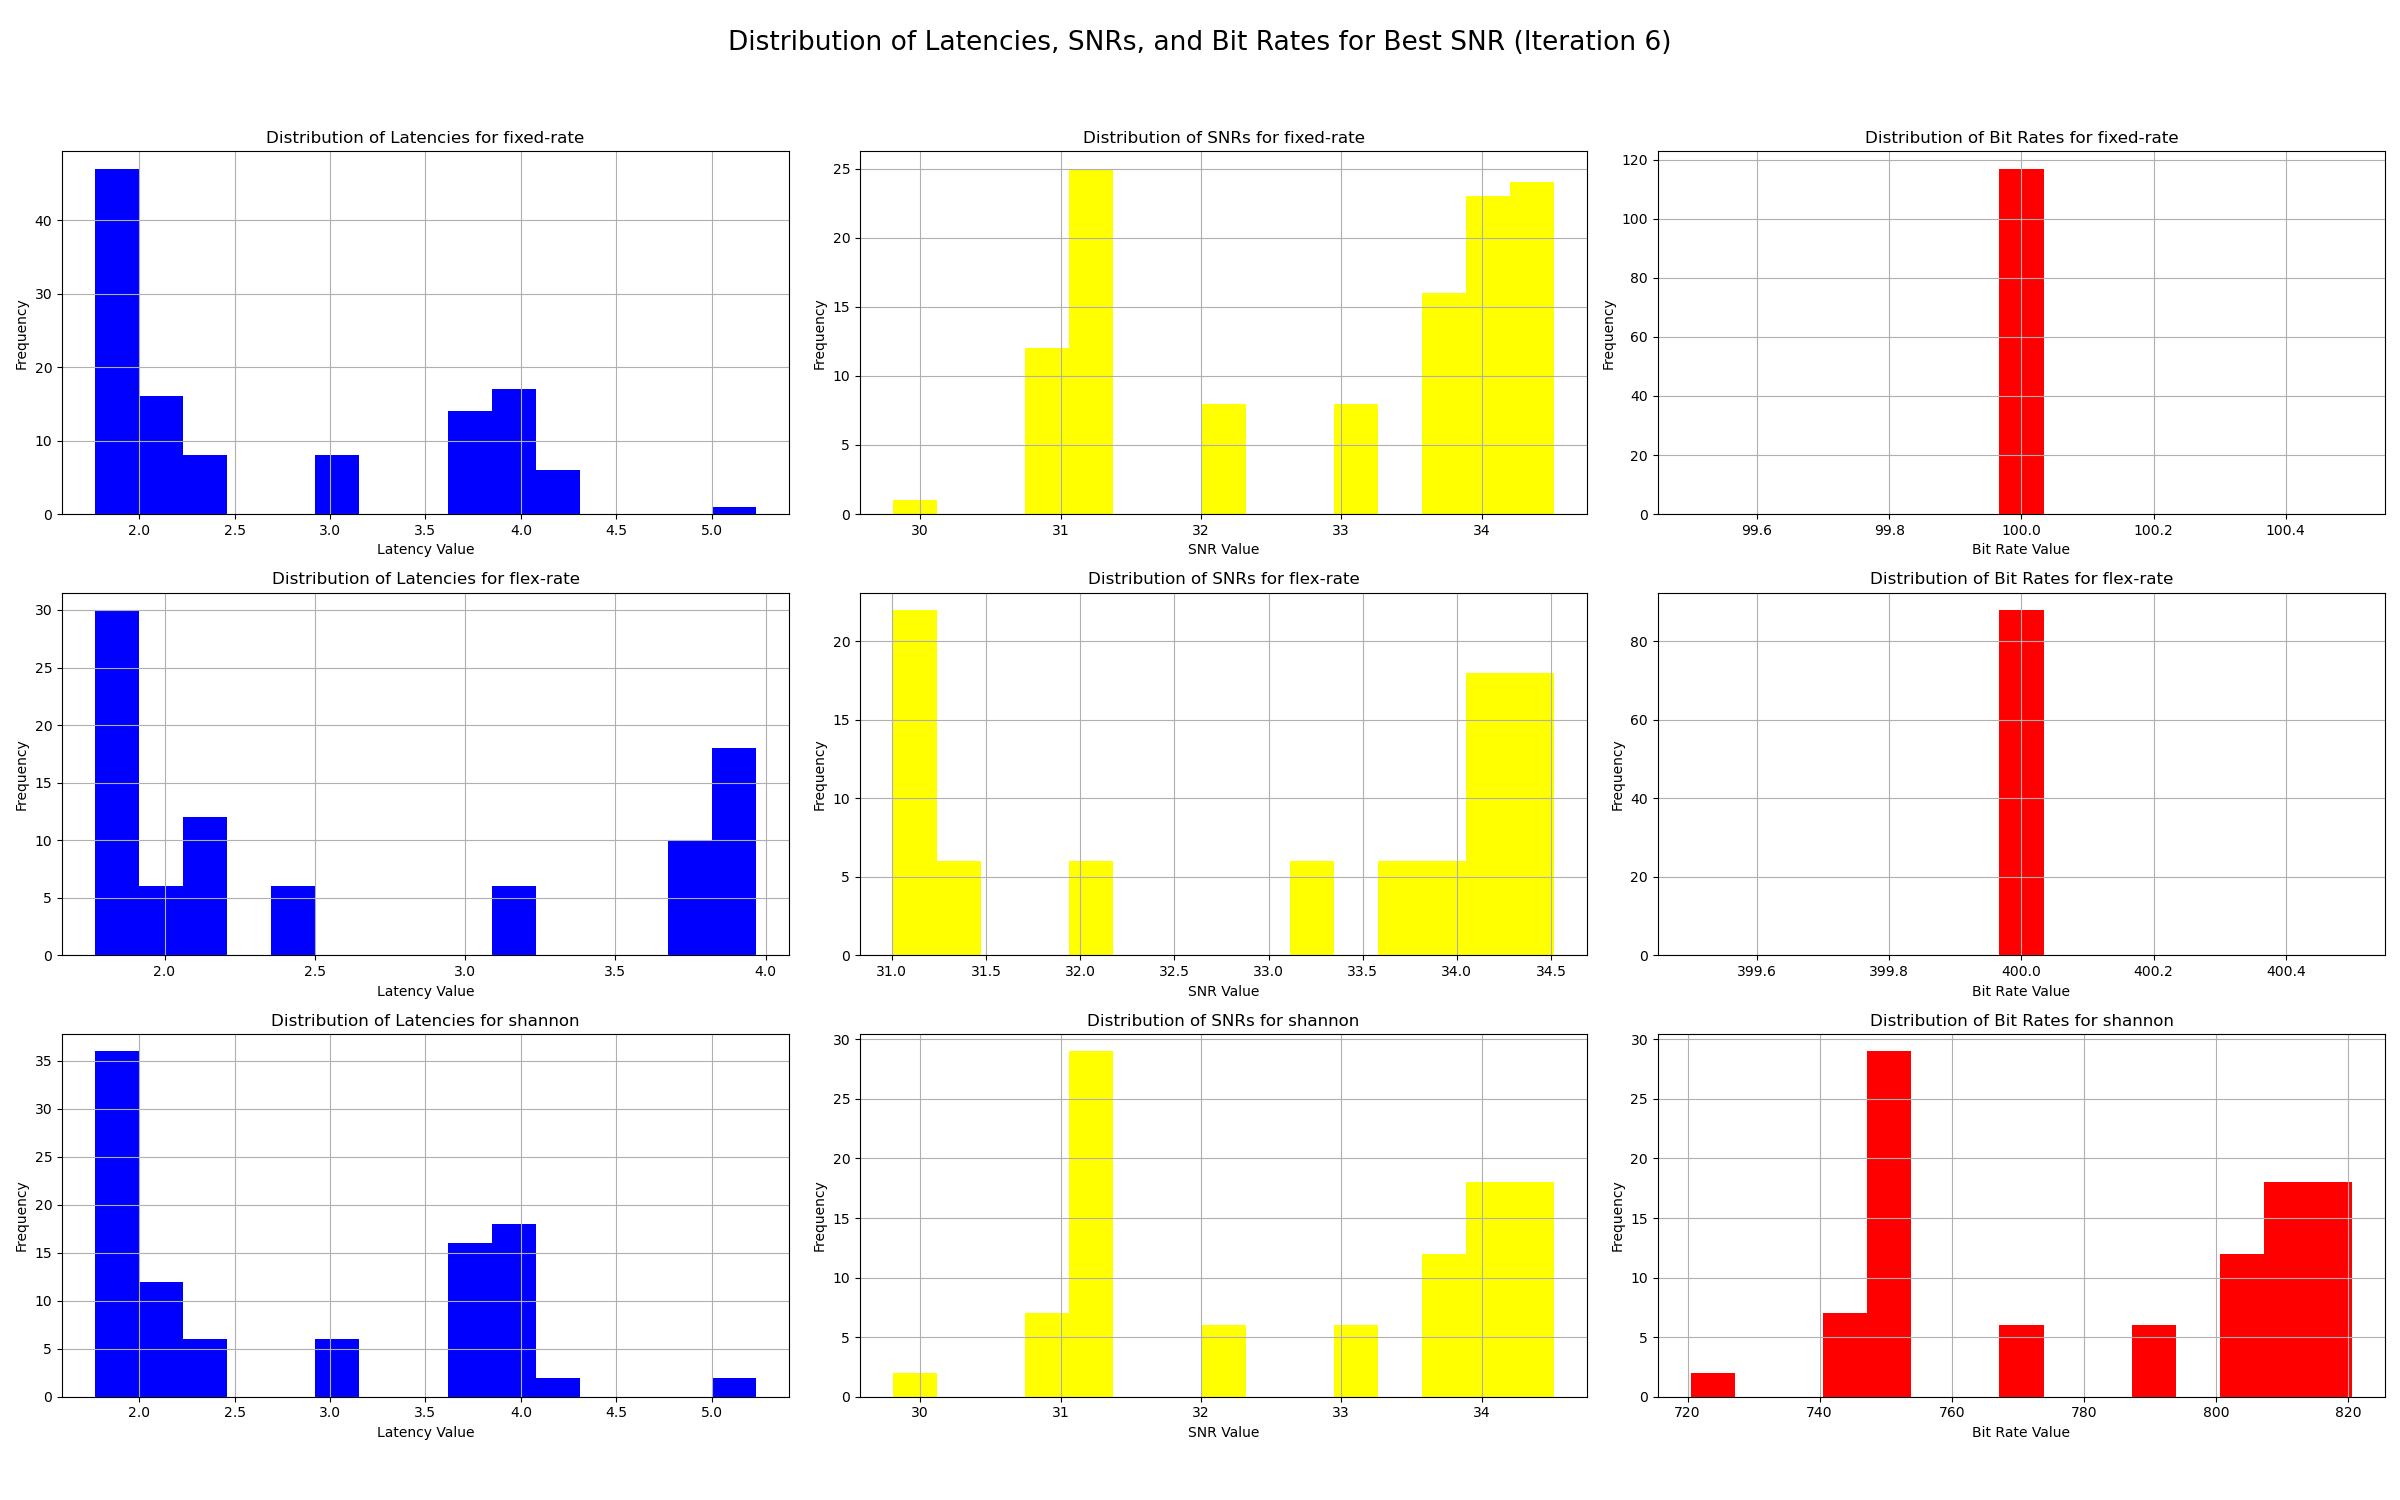 Distribution of Latencies, SNRs, and Bit Rates for Best SNR (Iteration 6)
Distribution of Latencies for fixed-rate
Frequency
40
30
20
10
0
2.0 2.5 3.0 3.5 4.0 4.5 5.0
Latency Value
Distribution of SNRs for fixed-rate
Frequency
25
20
15
10
5
0
30 31 32 33 34
SNR Value
Distribution of Bit Rates for fixed-rate
Frequency
120
100
80
60
40
20
0
99.6 99.8 100.0 100.2 100.4
Bit Rate Value
Distribution of Latencies for flex-rate
Frequency
30
25
20
15
10
5
0
2.0 2.5 3.0 3.5 4.0
Latency Value
Distribution of SNRs for flex-rate
Frequency
20
15
10
5
0
31.0 31.5 32.0 32.5 33.0 33.5 34.0 34.5
SNR Value
Distribution of Bit Rates for flex-rate
Frequency
80
60
40
20
0
399.6 399.8 400.0 400.2 400.4
Bit Rate Value
Distribution of Latencies for shannon
Frequency
35
30
25
20
15
10
5
0
2.0 2.5 3.0 3.5 4.0 4.5 5.0
Latency Value
Distribution of SNRs for shannon
Frequency
30
25
20
15
10
5
0
30 31 32 33 34
SNR Value
Distribution of Bit Rates for shannon
Frequency
30
25
20
15
10
5
0
720 740 760 780 800 820
Bit Rate Value